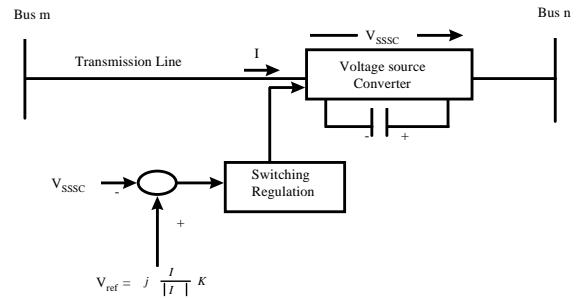 Bus m
Bus n
V_SSSC
I
Transmission Line
Voltage source
Converter
- +
Switching
Regulation
V_SSSC
-
+
V_ref = j I / |I| K